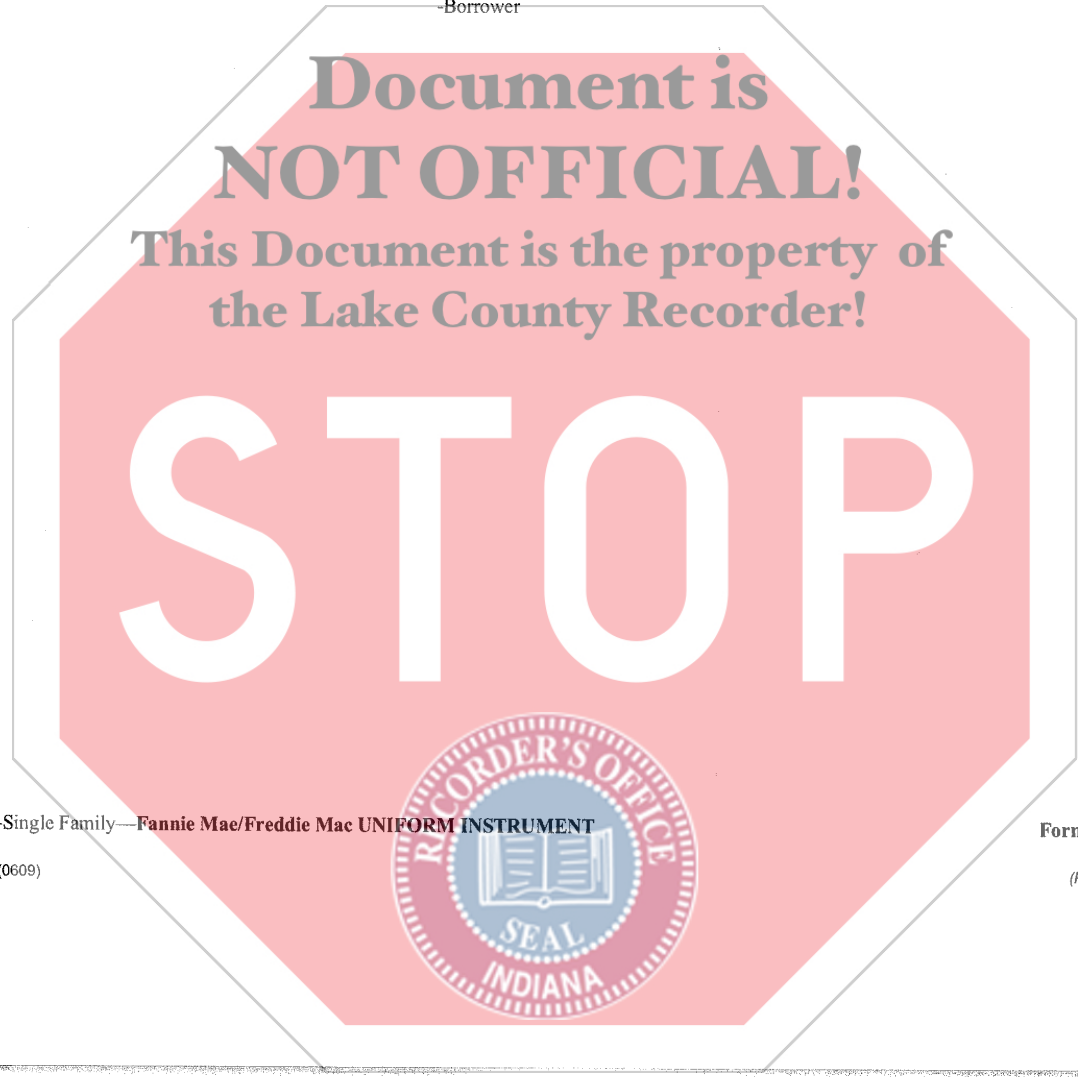 -Borrower
Document is
NOT OFFICIAL!
This Document is the property of
the Lake County Recorder!
STOP
RECORDER'S OFFICE
-Single Family—Fannie Mae/Freddie Mac UNIFORM INSTRUMENT
(0609)
SEAL
INDIANA